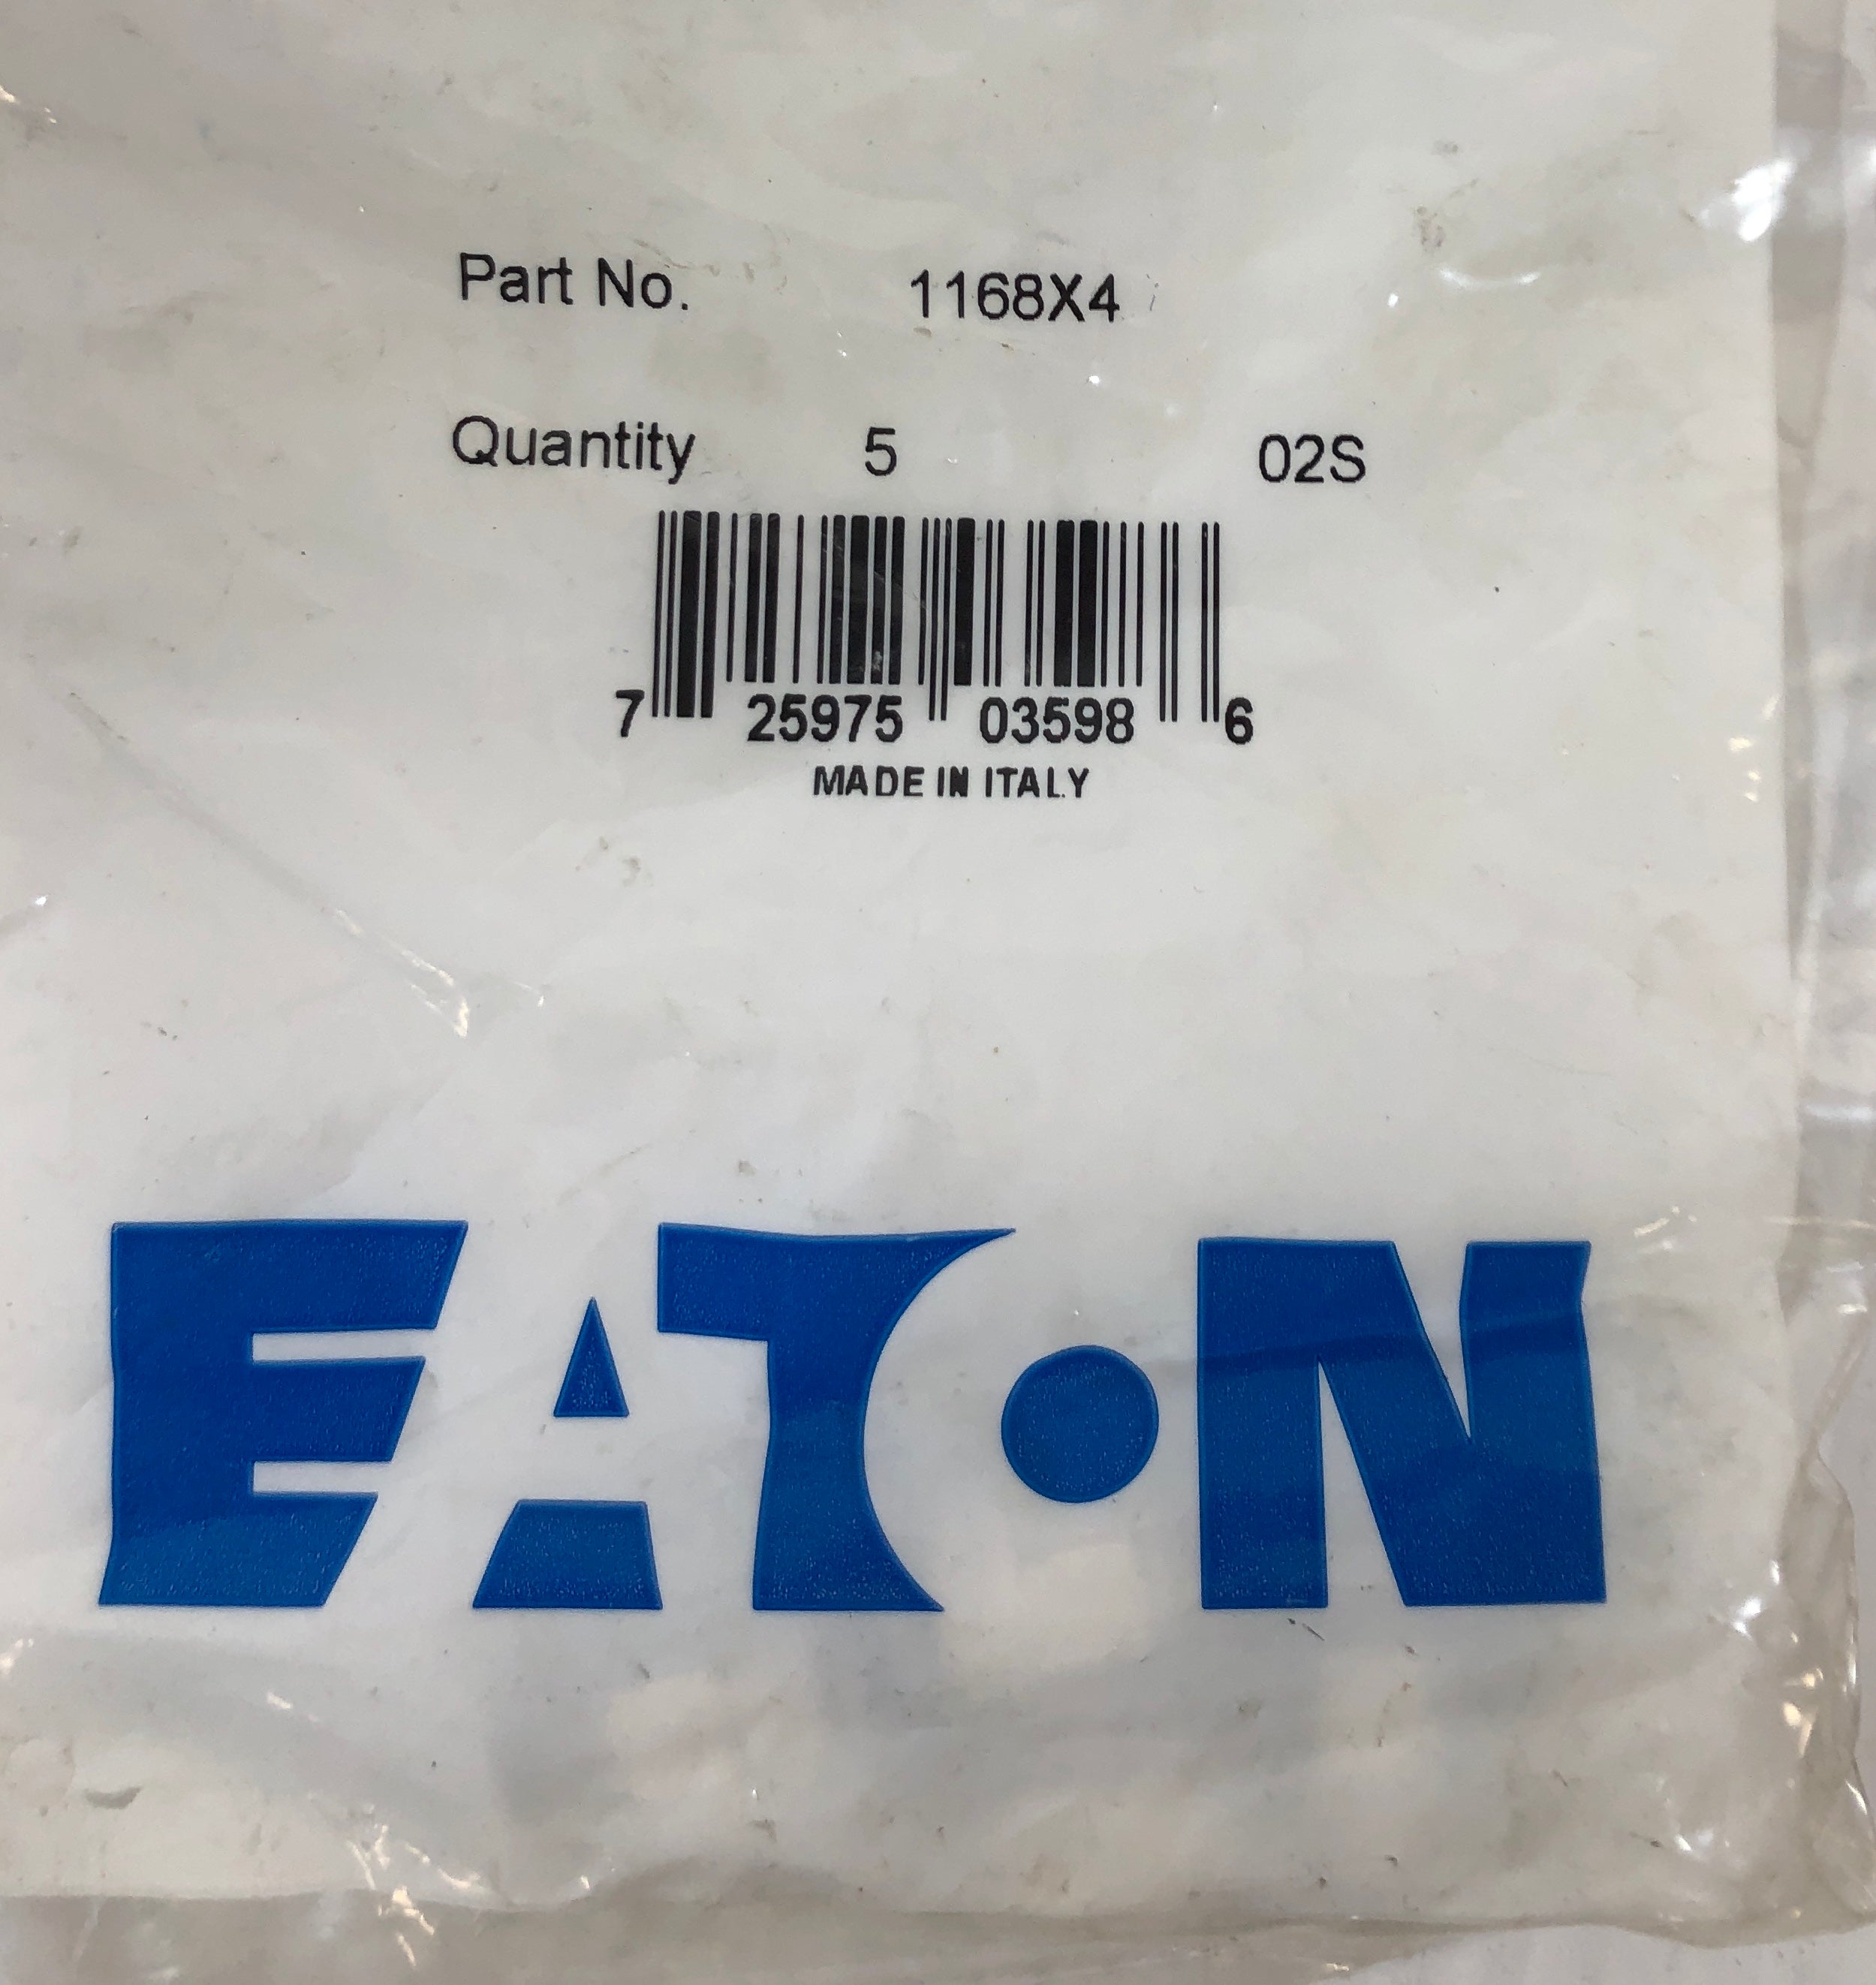 Part No. 1168X4
Quantity 5 02S
7 25975 03598 6
MADE IN ITALY
EATON